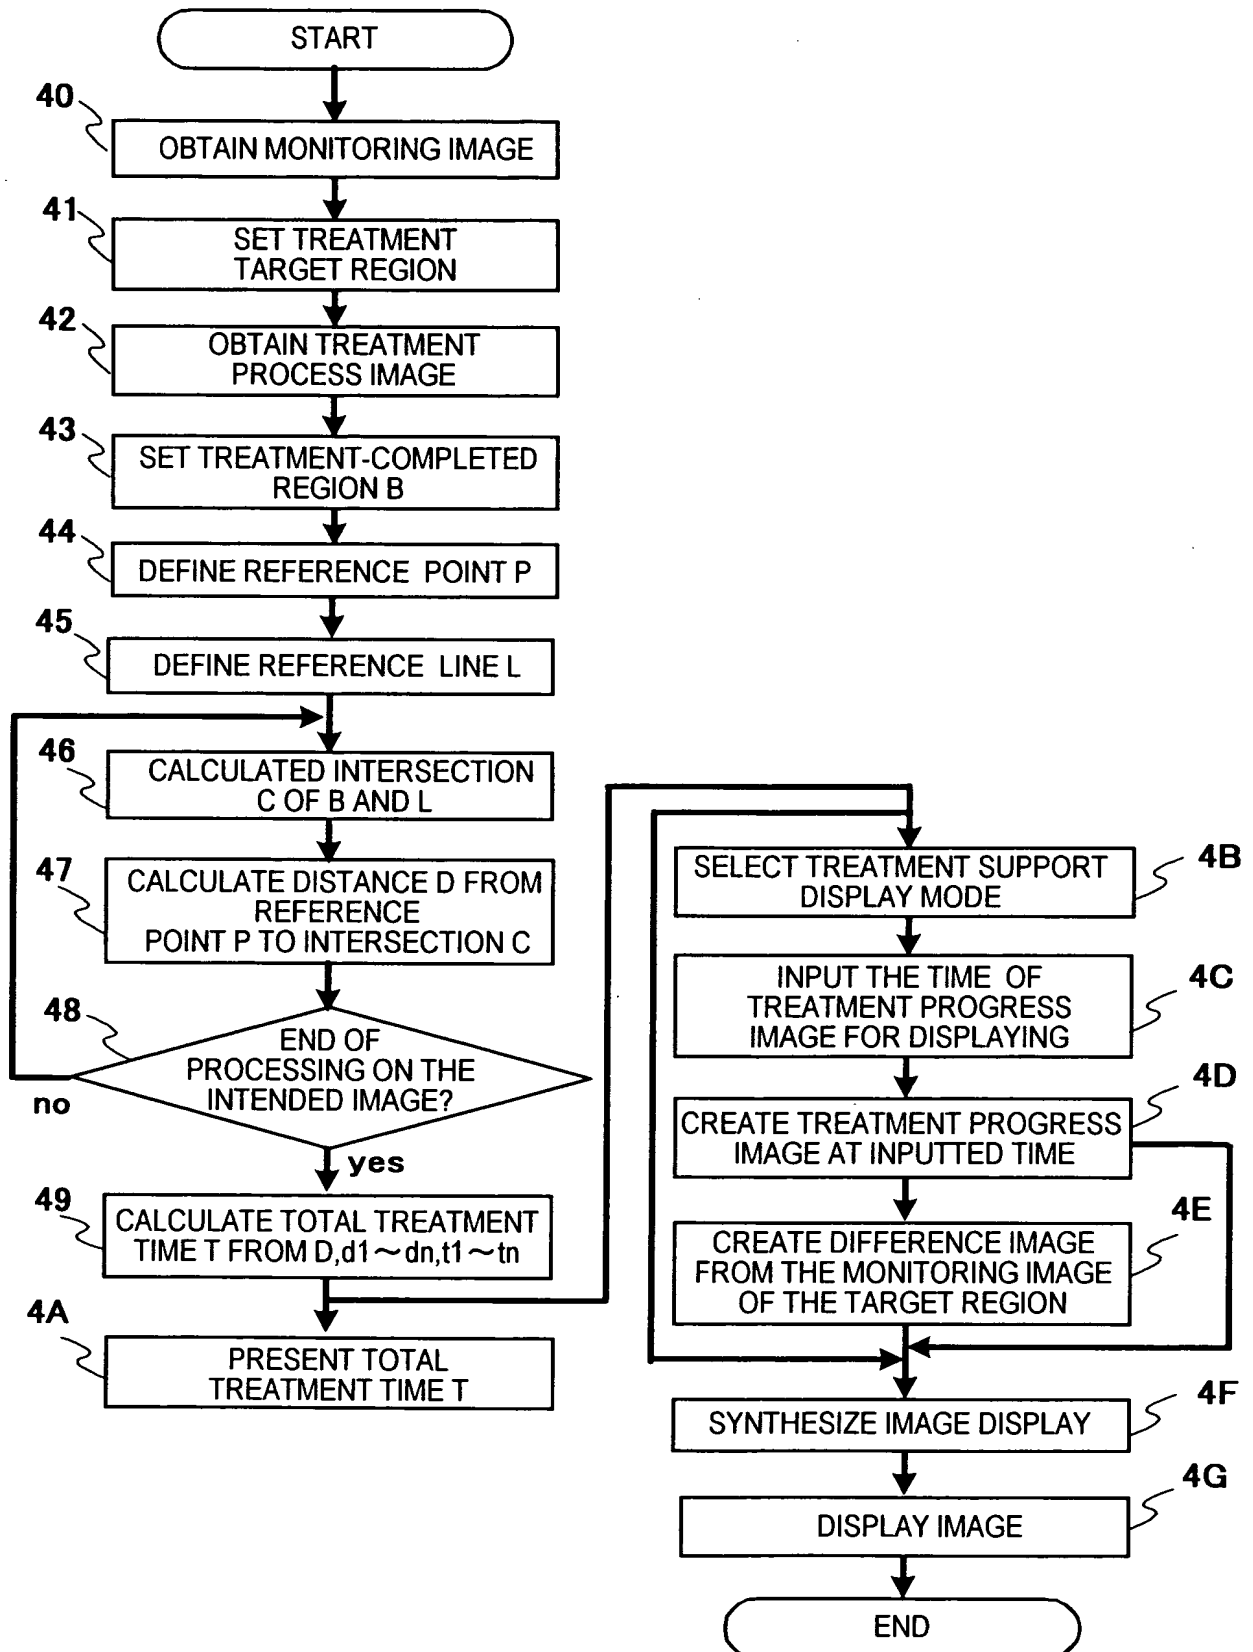 START
40
OBTAIN MONITORING IMAGE
41
SET TREATMENT
TARGET REGION
42
OBTAIN TREATMENT
PROCESS IMAGE
43
SET TREATMENT-COMPLETED
REGION B
44
DEFINE REFERENCE POINT P
45
DEFINE REFERENCE LINE L
46
CALCULATED INTERSECTION
C OF B AND L
47
CALCULATE DISTANCE D FROM
REFERENCE
POINT P TO INTERSECTION C
48
END OF
PROCESSING ON THE
INTENDED IMAGE?
no
yes
49
CALCULATE TOTAL TREATMENT
TIME T FROM D,d1~dn,t1~tn
4A
PRESENT TOTAL
TREATMENT TIME T
4B
SELECT TREATMENT SUPPORT
DISPLAY MODE
4C
INPUT THE TIME OF
TREATMENT PROGRESS
IMAGE FOR DISPLAYING
4D
CREATE TREATMENT PROGRESS
IMAGE AT INPUTTED TIME
4E
CREATE DIFFERENCE IMAGE
FROM THE MONITORING IMAGE
OF THE TARGET REGION
4F
SYNTHESIZE IMAGE DISPLAY
4G
DISPLAY IMAGE
END